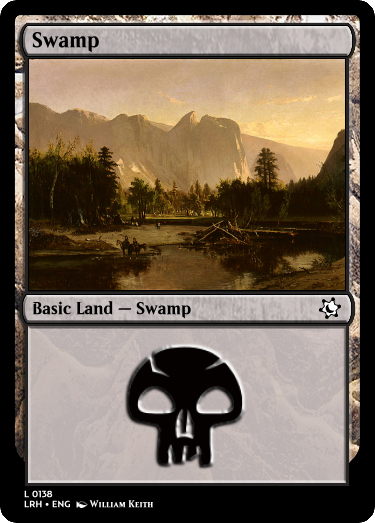 Swamp
Basic Land — Swamp
L 0138
LRH • ENG William Keith